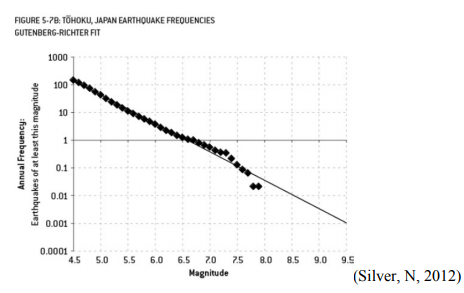 FIGURE 5-7B: TŌHOKU, JAPAN EARTHQUAKE FREQUENCIES
GUTENBERG-RICHTER FIT
Annual Frequency:
Earthquakes of at least this magnitude
1000
100
10
1
0.1
0.01
0.001
0.0001
4.5 5.0 5.5 6.0 6.5 7.0 7.5 8.0 8.5 9.0 9.5
Magnitude
(Silver, N, 2012)